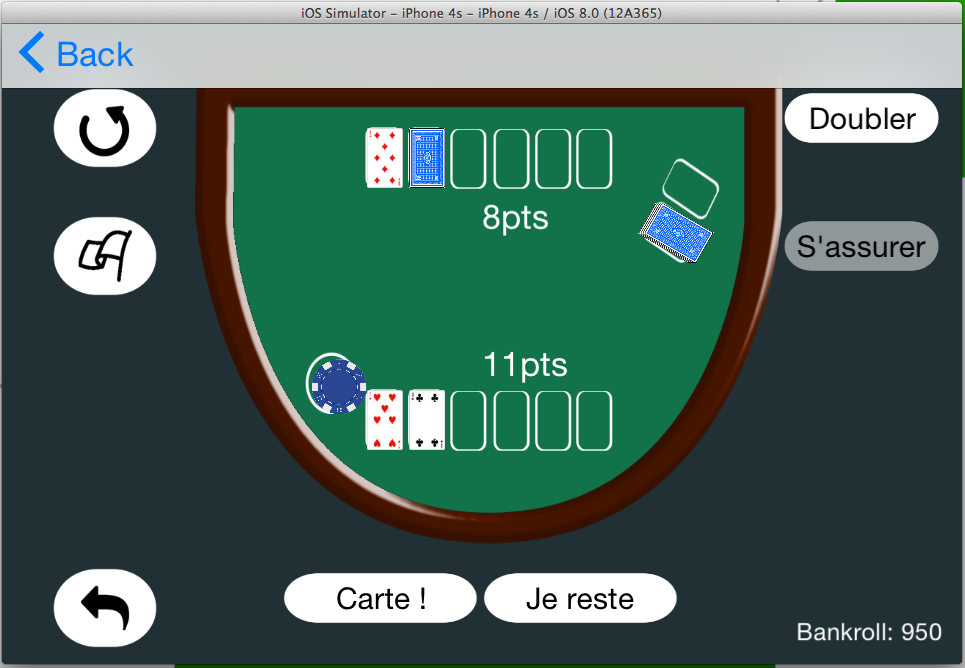 iOS Simulator – iPhone 4s – iPhone 4s / iOS 8.0 (12A365)
Back
Doubler
S'assurer
8pts
11pts
Carte !
Je reste
Bankroll: 950